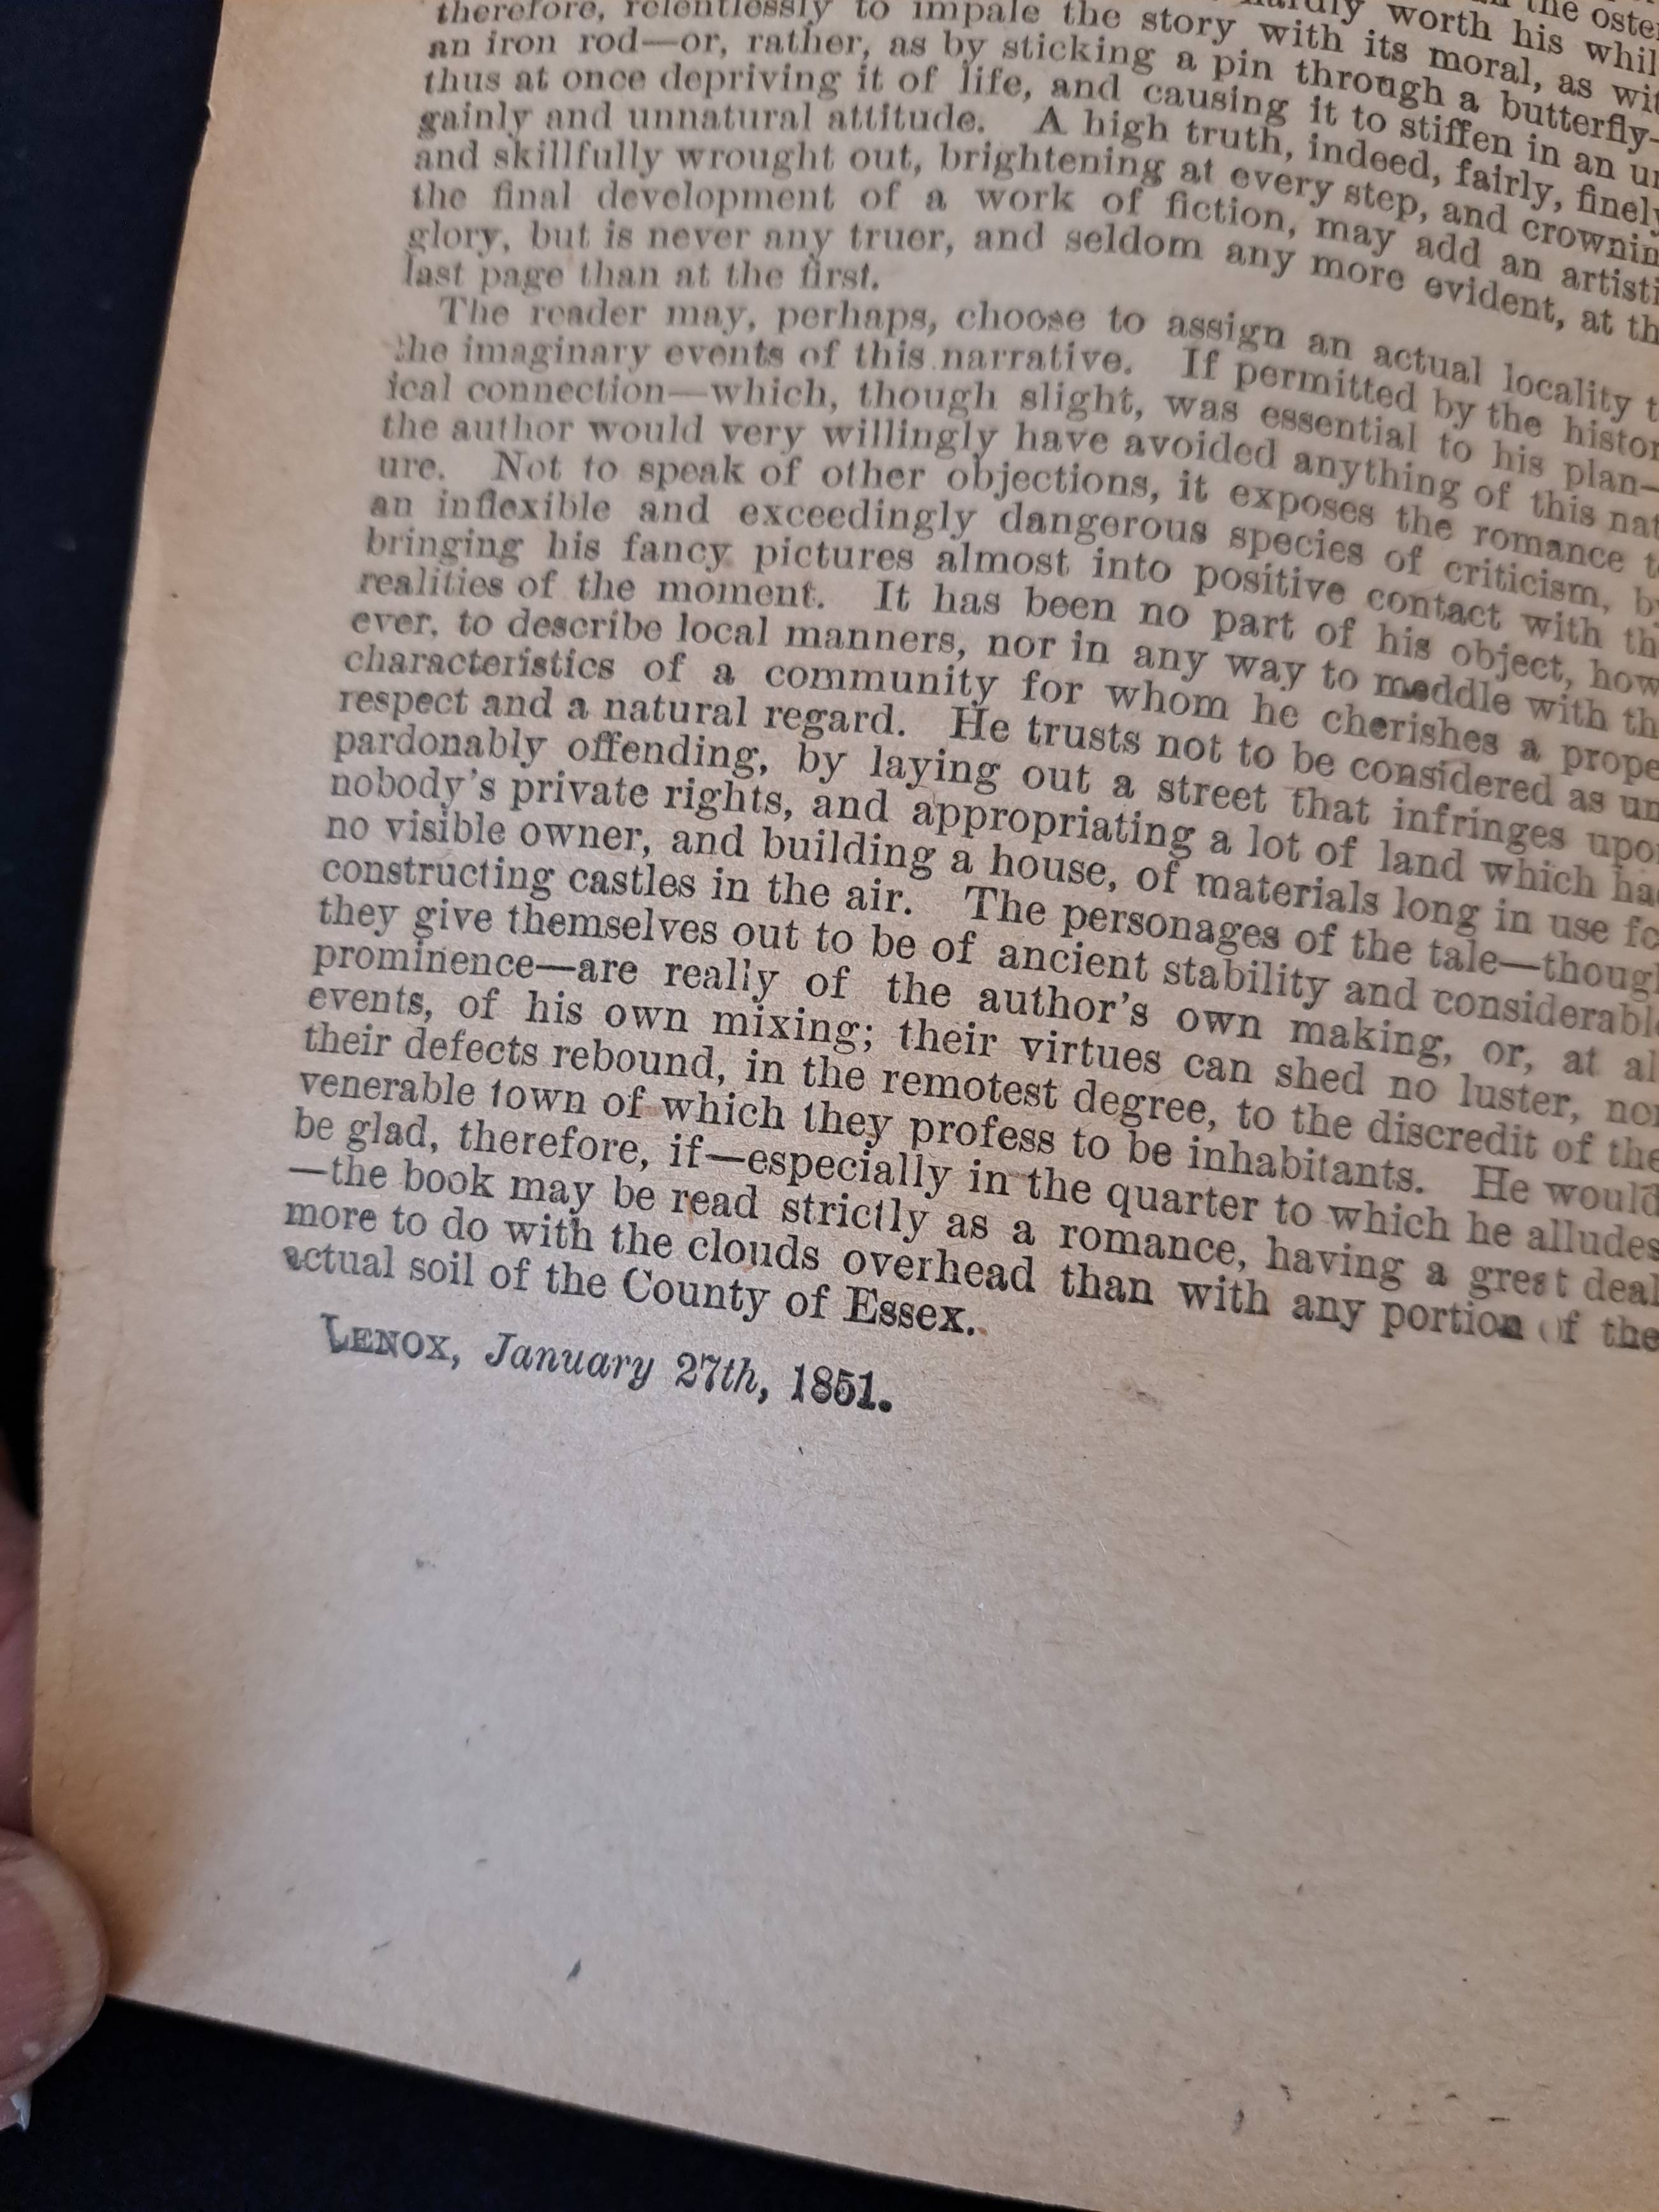 the oste
hardly worth his whil
therefore, relentlessly to impale the story with its moral, as wit
an iron rod—or, rather, as by sticking a pin through a butterfly—
thus at once depriving it of life, and causing it to stiffen in an un
gainly and unnatural attitude. A high truth, indeed, fairly, finely
and skillfully wrought out, brightening at every step, and crownin
the final development of a work of fiction, may add an artisti
glory, but is never any truer, and seldom any more evident, at th
last page than at the first.
The reader may, perhaps, choose to assign an actual locality t
the imaginary events of this narrative. If permitted by the histor
ical connection—which, though slight, was essential to his plan—
the author would very willingly have avoided anything of this nat
ure. Not to speak of other objections, it exposes the romance t
an inflexible and exceedingly dangerous species of criticism, by
bringing his fancy pictures almost into positive contact with th
realities of the moment. It has been no part of his object, how
ever, to describe local manners, nor in any way to meddle with th
characteristics of a community for whom he cherishes a prope
respect and a natural regard. He trusts not to be considered as un
pardonably offending, by laying out a street that infringes upo
nobody's private rights, and appropriating a lot of land which ha
no visible owner, and building a house, of materials long in use fo
constructing castles in the air. The personages of the tale—though
they give themselves out to be of ancient stability and considerabl
prominence—are really of the author's own making, or, at al
events, of his own mixing; their virtues can shed no luster, nor
their defects rebound, in the remotest degree, to the discredit of the
venerable town of which they profess to be inhabitants. He would
be glad, therefore, if—especially in the quarter to which he alludes
—the book may be read strictly as a romance, having a great deal
more to do with the clouds overhead than with any portion of the
actual soil of the County of Essex.
LENOX, January 27th, 1851.